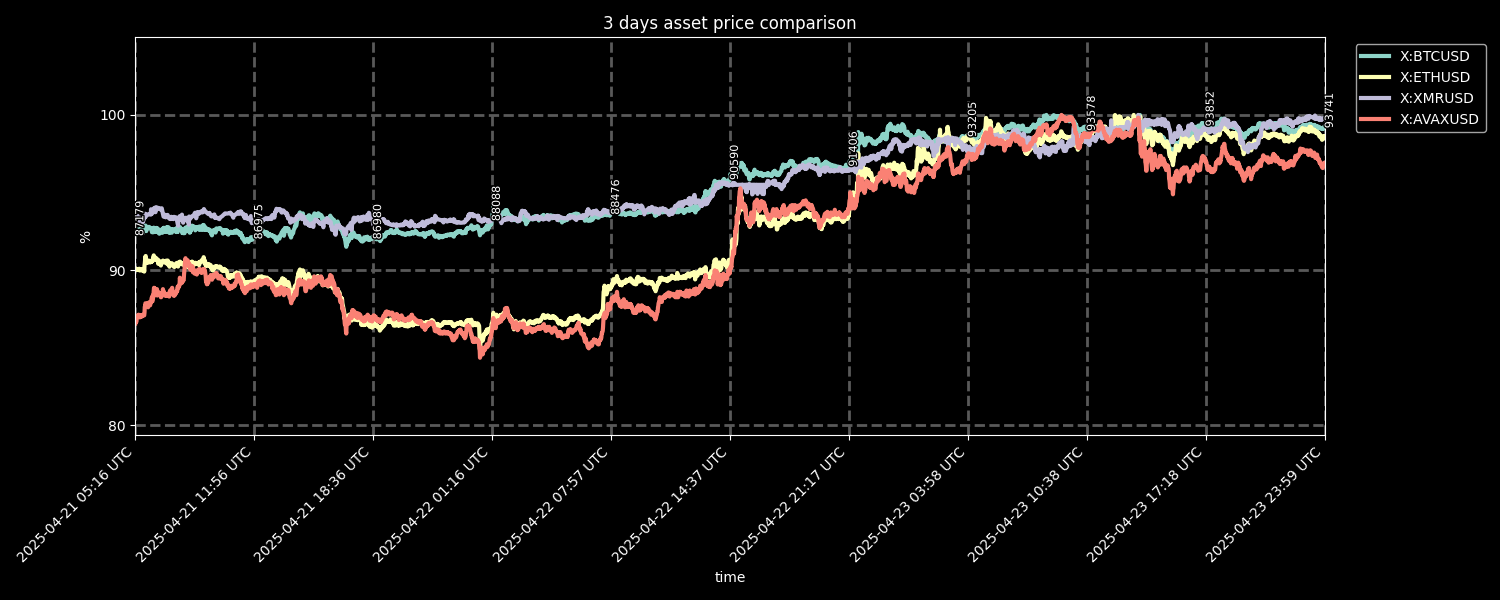 3 days asset price comparison
X:BTCUSD
X:ETHUSD
X:XMRUSD
X:AVAXUSD
%
100
90
80
86975
86980
88088
88476
90590
91406
93205
93578
93852
93741
2025-04-21 05:16 UTC
2025-04-21 11:56 UTC
2025-04-21 18:36 UTC
2025-04-22 01:16 UTC
2025-04-22 07:57 UTC
2025-04-22 14:37 UTC
2025-04-22 21:17 UTC
2025-04-23 03:58 UTC
2025-04-23 10:38 UTC
2025-04-23 17:18 UTC
2025-04-23 23:59 UTC
time